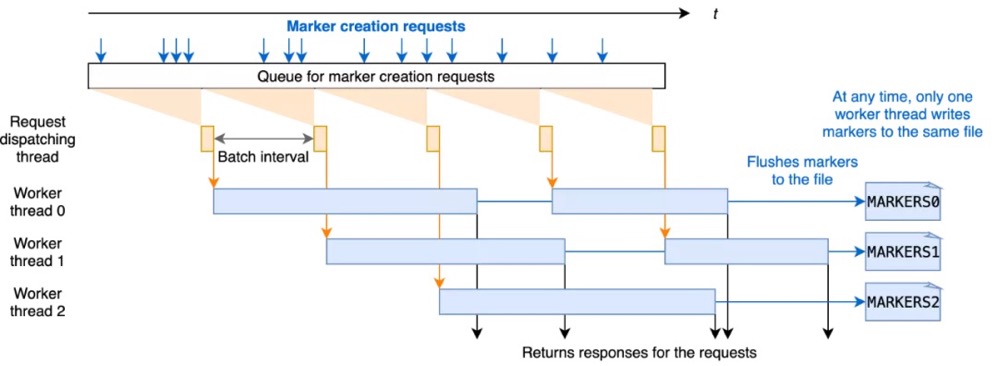 t
Marker creation requests
Queue for marker creation requests
At any time, only one
worker thread writes
markers to the same file
Request
dispatching
thread
Batch interval
Flushes markers
to the file
Worker
thread 0
MARKERS0
Worker
thread 1
MARKERS1
Worker
thread 2
MARKERS2
Returns responses for the requests